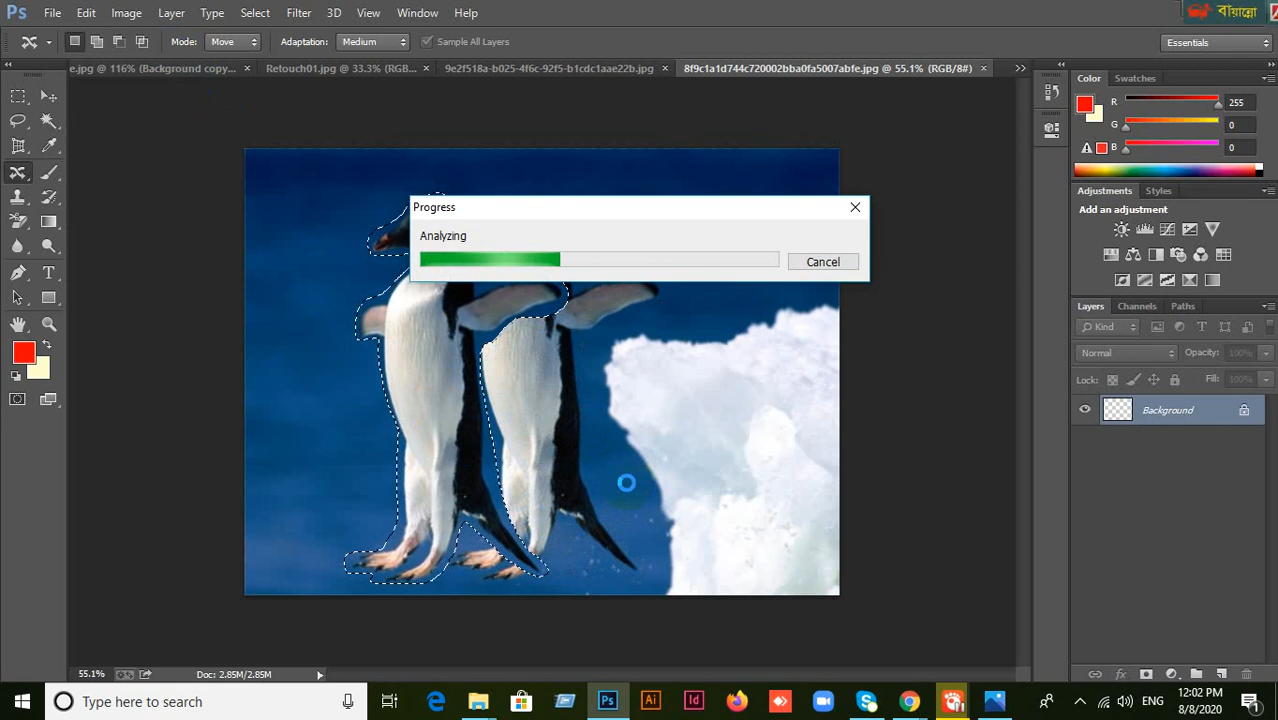 Ps File Edit Image Layer Type Select Filter 3D View Window Help
বায়ান্নো
Mode: Move Adaptation: Medium Sample All Layers Essentials
e.jpg @ 116% (Background copy... × Retouch01.jpg @ 33.3% (RGB... × 9e2f518a-b025-4f6c-92f5-b1cdc1aae22b.jpg × 8f9c1a1d744c720002bba0fa5007abfe.jpg @ 55.1% (RGB/8#) ×
Color Swatches
R 255
G 0
B 0
Adjustments Styles
Add an adjustment
Progress
Analyzing
Cancel
Layers Channels Paths
Kind
Normal Opacity: 100%
Lock: Fill: 100%
Background
55.1% Doc: 2.85M/2.85M
Type here to search
Ps Ai Id
ENG
12:02 PM
8/8/2020
1